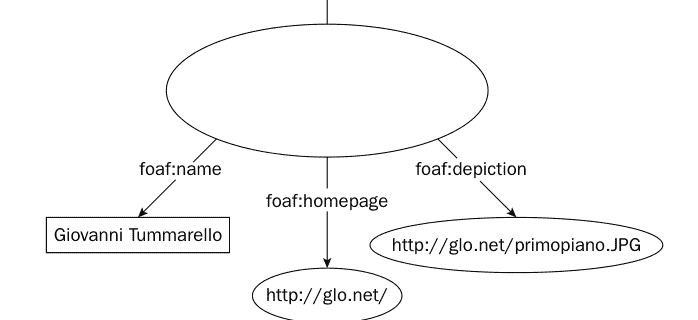 foaf:name
foaf:depiction
foaf:homepage
Giovanni Tummarello
http://glo.net/primopiano.JPG
http://glo.net/